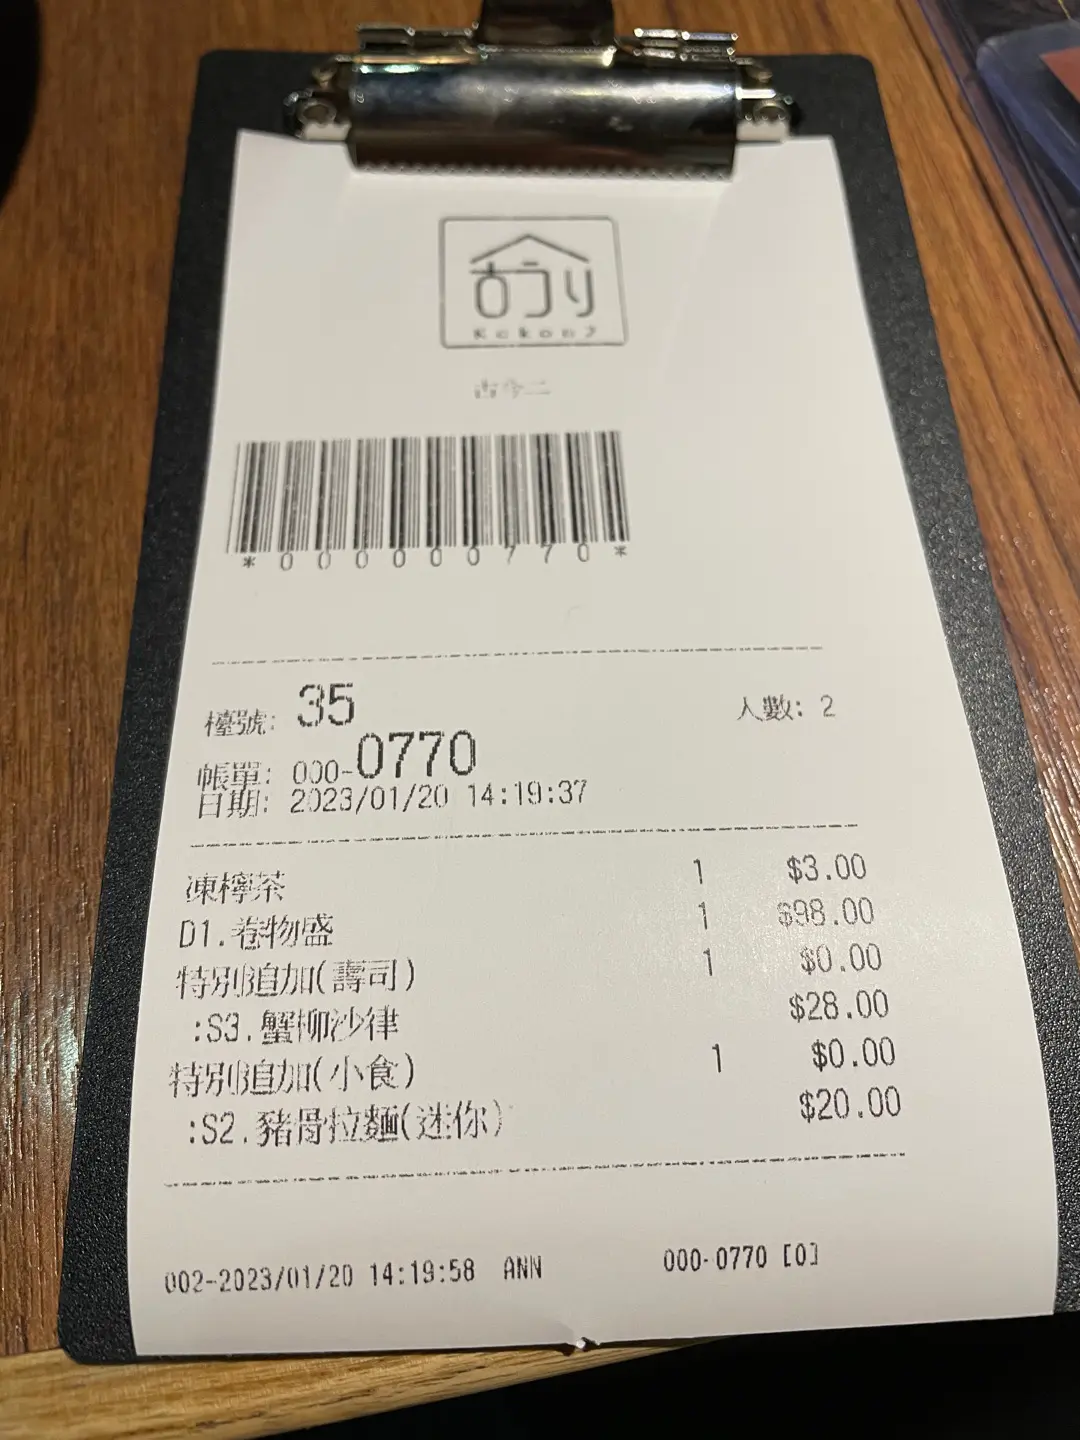 Kokon2
古今二
*0000000770*
檯號: 35 人數: 2
帳單: 000-0770
日期: 2023/01/20 14:19:37
凍檸茶 1 $3.00
D1.卷物盛 1 $98.00
特別追加(壽司) 1 $0.00
:S3.蟹柳沙律 $28.00
特別追加(小食) 1 $0.00
:S2.豬骨拉麵(迷你) $20.00
002-2023/01/20 14:19:58 ANN 000-0770 [0]